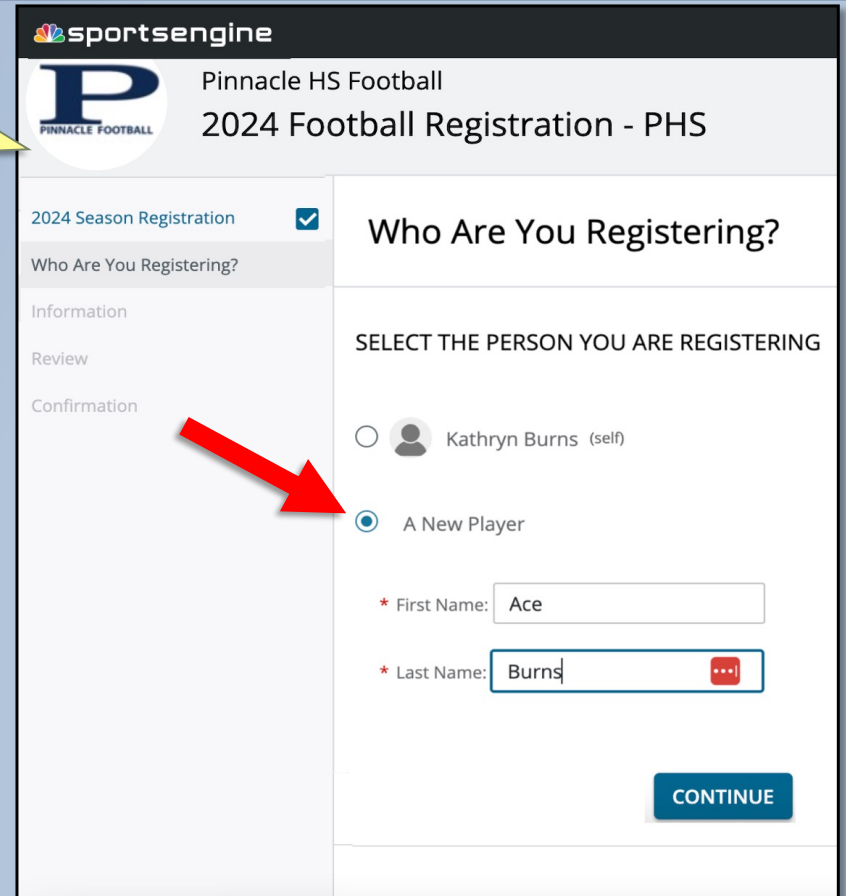 sportsengine
P
PINNACLE FOOTBALL
Pinnacle HS Football
2024 Football Registration - PHS
2024 Season Registration
Who Are You Registering?
Information
Review
Confirmation
Who Are You Registering?
SELECT THE PERSON YOU ARE REGISTERING
Kathryn Burns (self)
A New Player
* First Name: Ace
* Last Name: Burns
CONTINUE